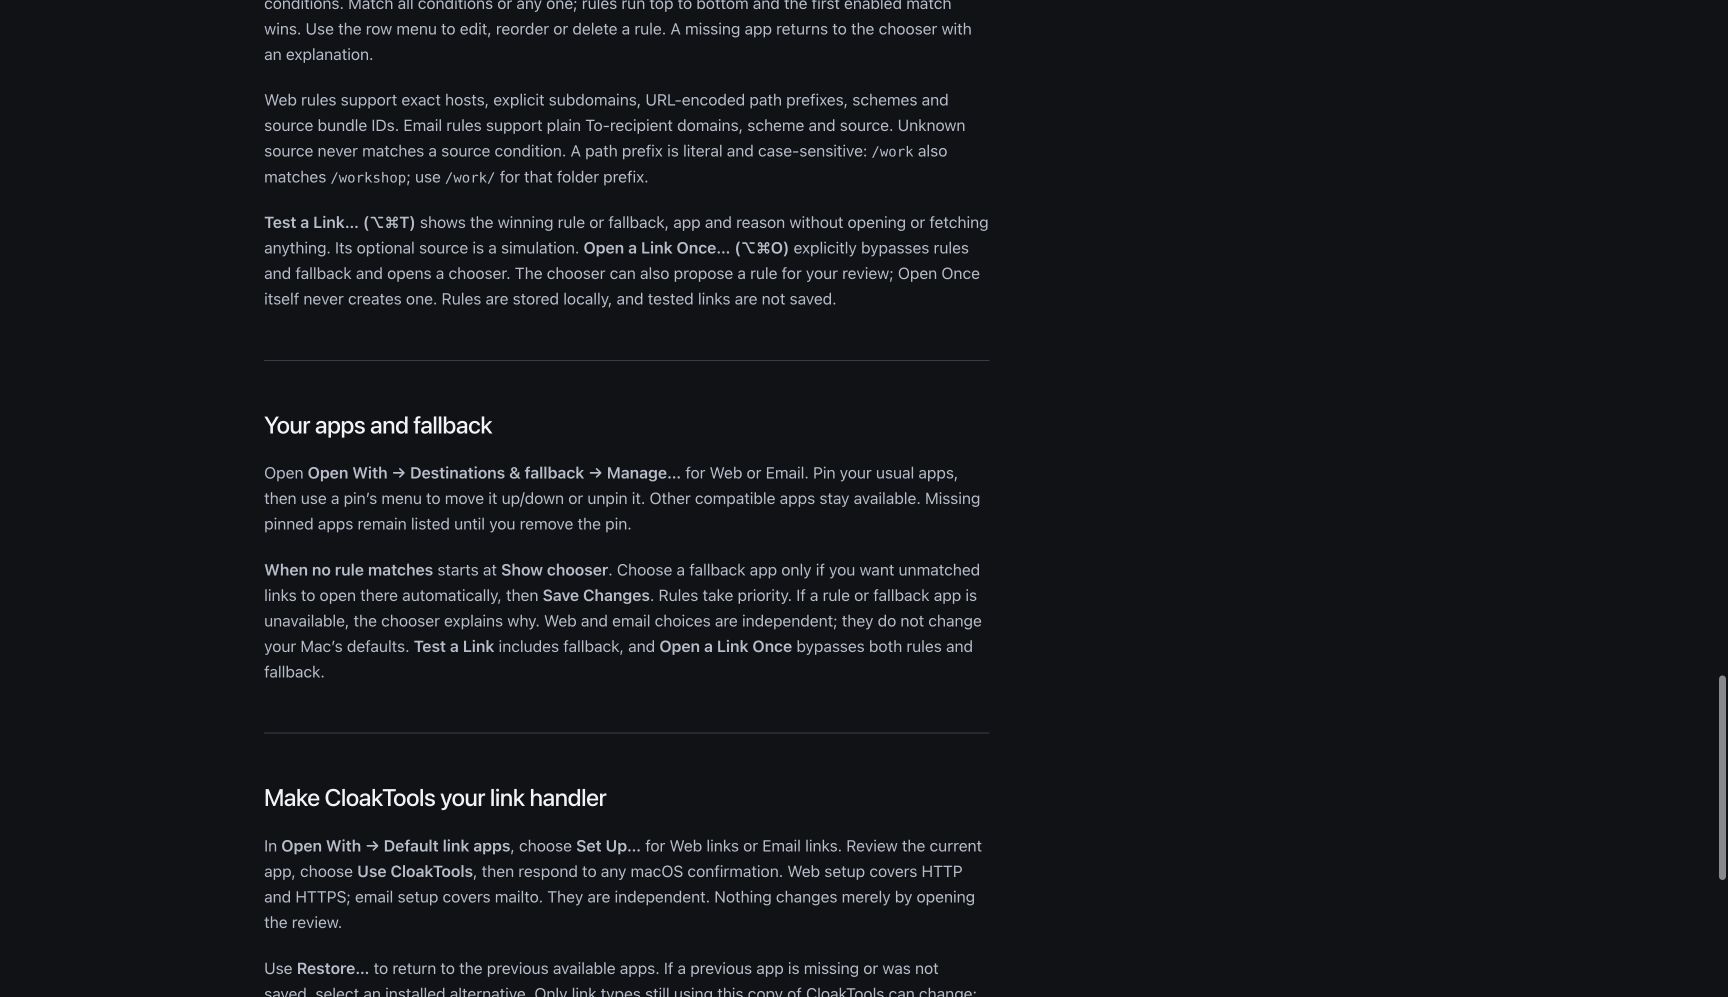 conditions. Match all conditions or any one; rules run top to bottom and the first enabled match
wins. Use the row menu to edit, reorder or delete a rule. A missing app returns to the chooser with
an explanation.
Web rules support exact hosts, explicit subdomains, URL-encoded path prefixes, schemes and
source bundle IDs. Email rules support plain To-recipient domains, scheme and source. Unknown
source never matches a source condition. A path prefix is literal and case-sensitive: /work also
matches /workshop; use /work/ for that folder prefix.
Test a Link… (⌥⌘T) shows the winning rule or fallback, app and reason without opening or fetching
anything. Its optional source is a simulation. Open a Link Once… (⌥⌘O) explicitly bypasses rules
and fallback and opens a chooser. The chooser can also propose a rule for your review; Open Once
itself never creates one. Rules are stored locally, and tested links are not saved.
Your apps and fallback
Open Open With → Destinations & fallback → Manage… for Web or Email. Pin your usual apps,
then use a pin’s menu to move it up/down or unpin it. Other compatible apps stay available. Missing
pinned apps remain listed until you remove the pin.
When no rule matches starts at Show chooser. Choose a fallback app only if you want unmatched
links to open there automatically, then Save Changes. Rules take priority. If a rule or fallback app is
unavailable, the chooser explains why. Web and email choices are independent; they do not change
your Mac’s defaults. Test a Link includes fallback, and Open a Link Once bypasses both rules and
fallback.
Make CloakTools your link handler
In Open With → Default link apps, choose Set Up… for Web links or Email links. Review the current
app, choose Use CloakTools, then respond to any macOS confirmation. Web setup covers HTTP
and HTTPS; email setup covers mailto. They are independent. Nothing changes merely by opening
the review.
Use Restore… to return to the previous available apps. If a previous app is missing or was not
saved, select an installed alternative. Only link types still using this copy of CloakTools can change;